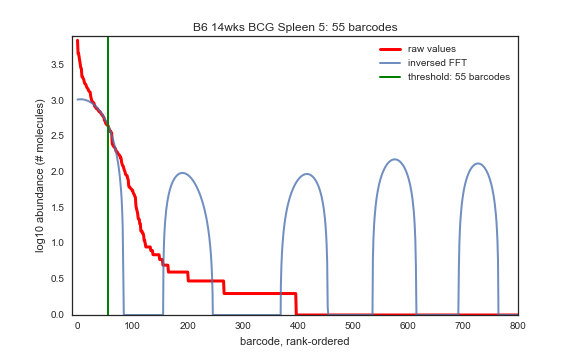 B6 14wks BCG Spleen 5: 55 barcodes
raw values
inversed FFT
threshold: 55 barcodes
log10 abundance (# molecules)
3.5
3.0
2.5
2.0
1.5
1.0
0.5
0.0
0 100 200 300 400 500 600 700 800
barcode, rank-ordered